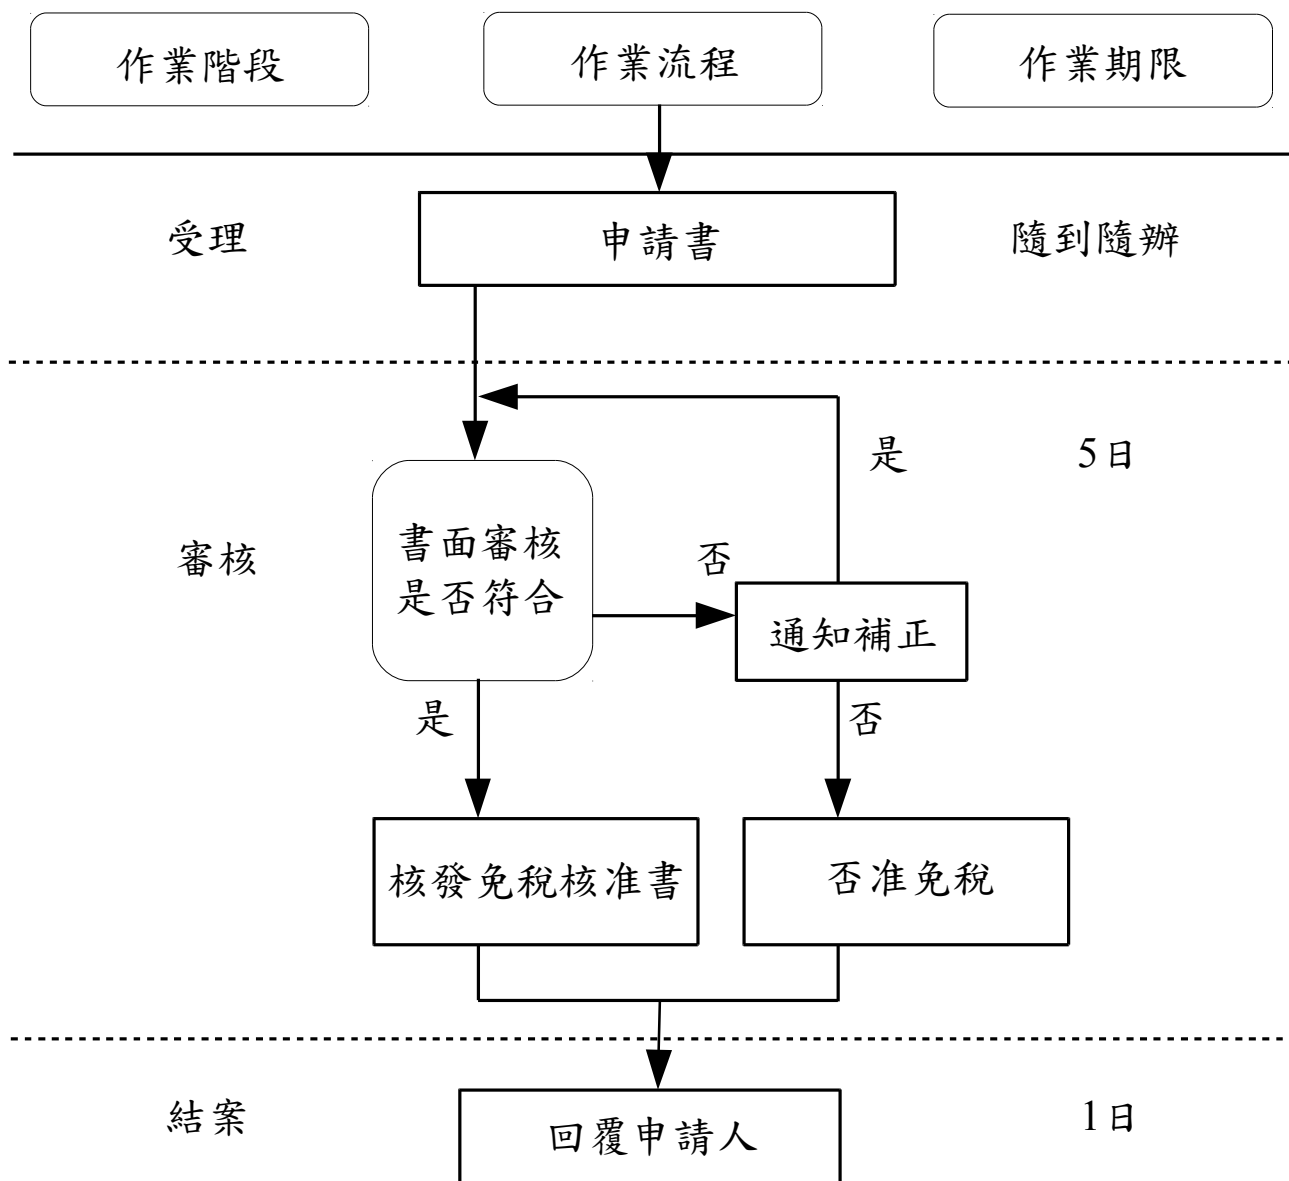 作業階段
作業流程
作業期限
受理
申請書
隨到隨辦
是
5日
審核
書面審核
是否符合
否
通知補正
是
否
核發免稅核准書
否准免稅
結案
回覆申請人
1日